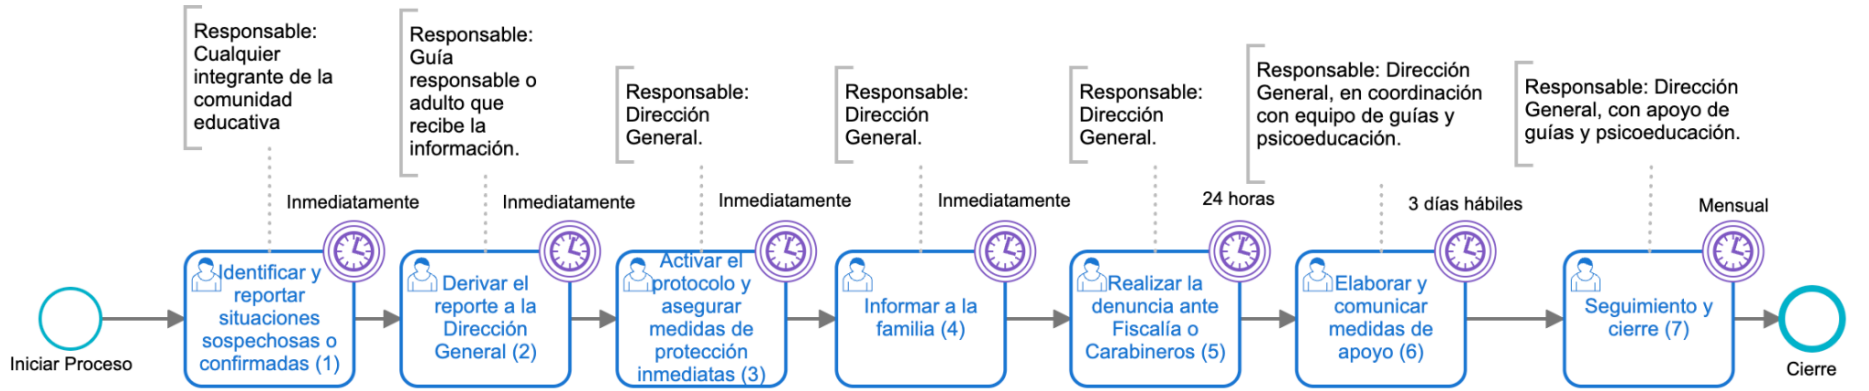 Responsable:
Cualquier
integrante de la
comunidad
educativa
Responsable:
Guía
responsable o
adulto que
recibe la
información.
Responsable:
Dirección
General.
Responsable:
Dirección
General.
Responsable:
Dirección
General.
Responsable: Dirección
General, en coordinación
con equipo de guías y
psicoeducación.
Responsable: Dirección
General, con apoyo de
guías y psicoeducación.
Inmediatamente
Inmediatamente
Inmediatamente
Inmediatamente
24 horas
3 días hábiles
Mensual
Iniciar Proceso
Identificar y
reportar
situaciones
sospechosas o
confirmadas (1)
Derivar el
reporte a la
Dirección
General (2)
Activar el
protocolo y
asegurar
medidas de
protección
inmediatas (3)
Informar a la
familia (4)
Realizar la
denuncia ante
Fiscalía o
Carabineros (5)
Elaborar y
comunicar
medidas de
apoyo (6)
Seguimiento y
cierre (7)
Cierre